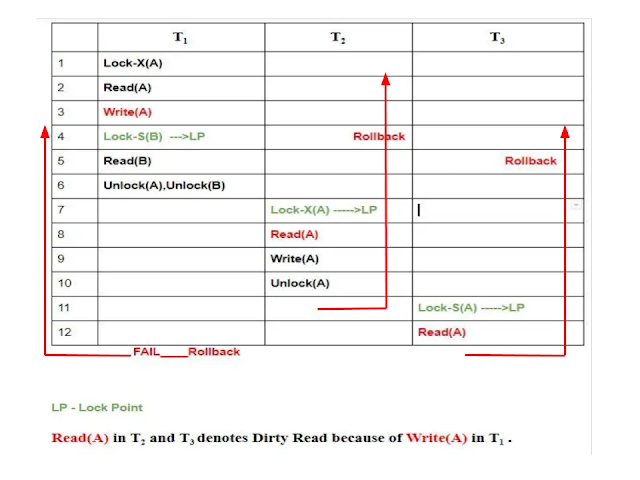 T1 T2 T3
1 Lock-X(A)
2 Read(A)
3 Write(A)
4 Lock-S(B) --->LP Rollback
5 Read(B) Rollback
6 Unlock(A),Unlock(B)
7 Lock-X(A) ----->LP
8 Read(A)
9 Write(A)
10 Unlock(A)
11 Lock-S(A) ----->LP
12 Read(A)
FAIL____Rollback
LP - Lock Point
Read(A) in T2 and T3 denotes Dirty Read because of Write(A) in T1 .